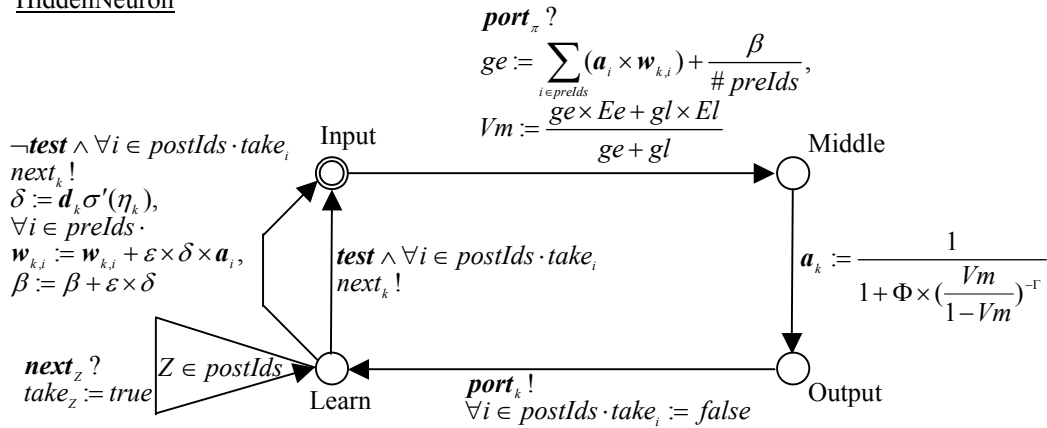 HiddenNeuron
port_π ?
ge := ∑_{i∈preIds} (a_i × w_{k,i}) + β / # preIds,
Vm := (ge × Ee + gl × El) / (ge + gl)
Input
Middle
¬test ∧ ∀i ∈ postIds · take_i
next_k !
δ := d_k σ′(η_k),
∀i ∈ preIds ·
w_{k,i} := w_{k,i} + ε × δ × a_i,
β := β + ε × δ
test ∧ ∀i ∈ postIds · take_i
next_k !
a_k := 1 / (1 + Φ × (Vm / (1 − Vm))^{−Γ})
next_Z ?
take_Z := true
Z ∈ postIds
Learn
port_k !
∀i ∈ postIds · take_i := false
Output